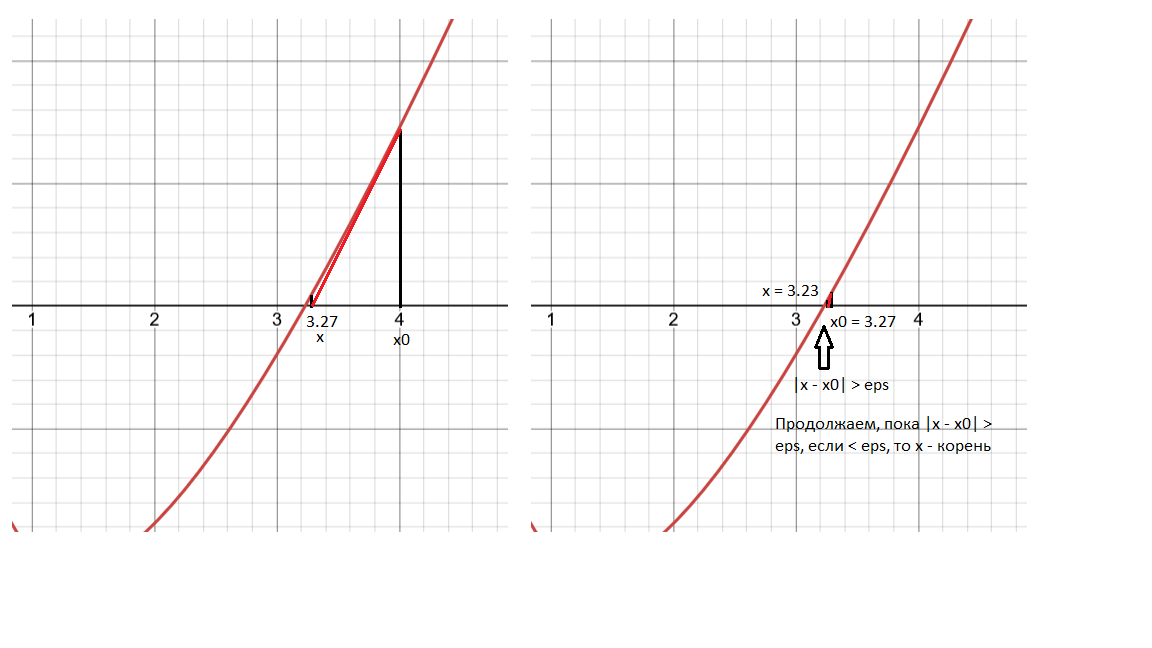 1 2 3 4
3.27
x
x0
x = 3.23
1 2 3 4
x0 = 3.27
|x - x0| > eps
Продолжаем, пока |x - x0| >
eps, если < eps, то x - корень